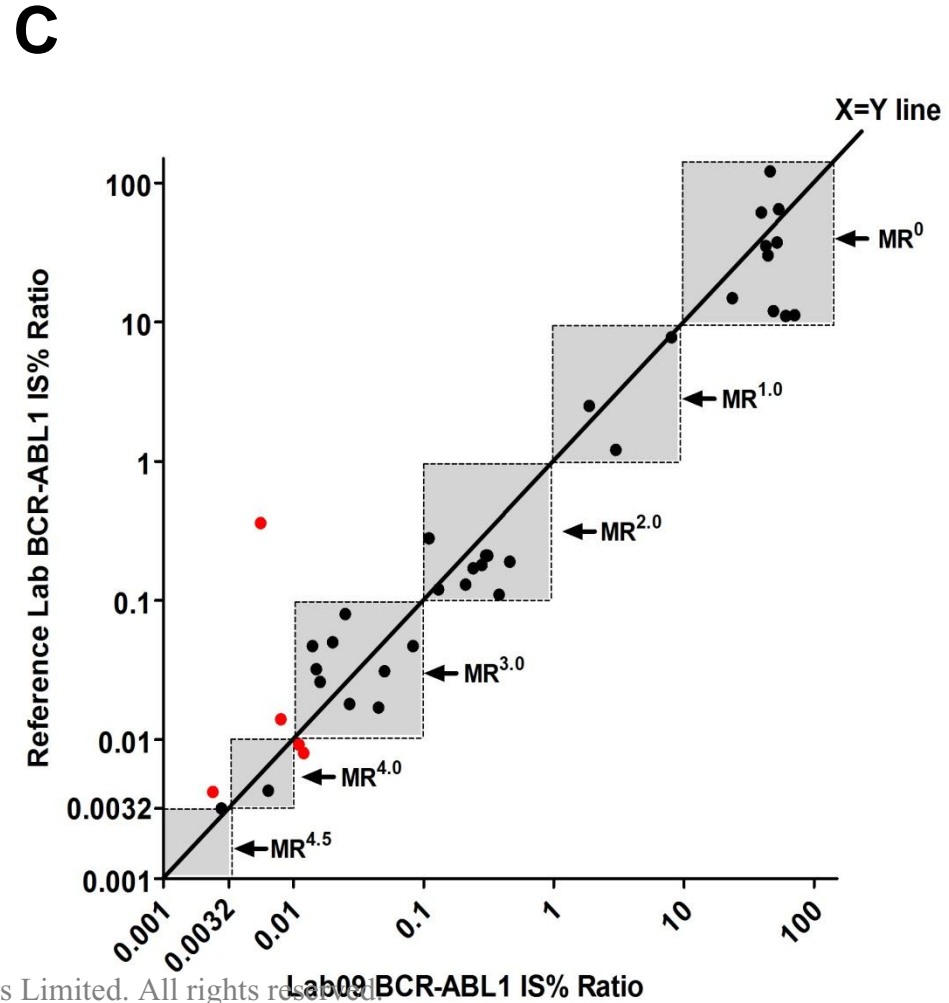 C
X=Y line
100
MR0
10
MR1.0
1
MR2.0
0.1
MR3.0
0.01
MR4.0
0.0032
MR4.5
0.001
Reference Lab BCR-ABL1 IS% Ratio
0.001 0.0032 0.01 0.1 1 10 100
Lab09 BCR-ABL1 IS% Ratio
s Limited. All rights reserved.